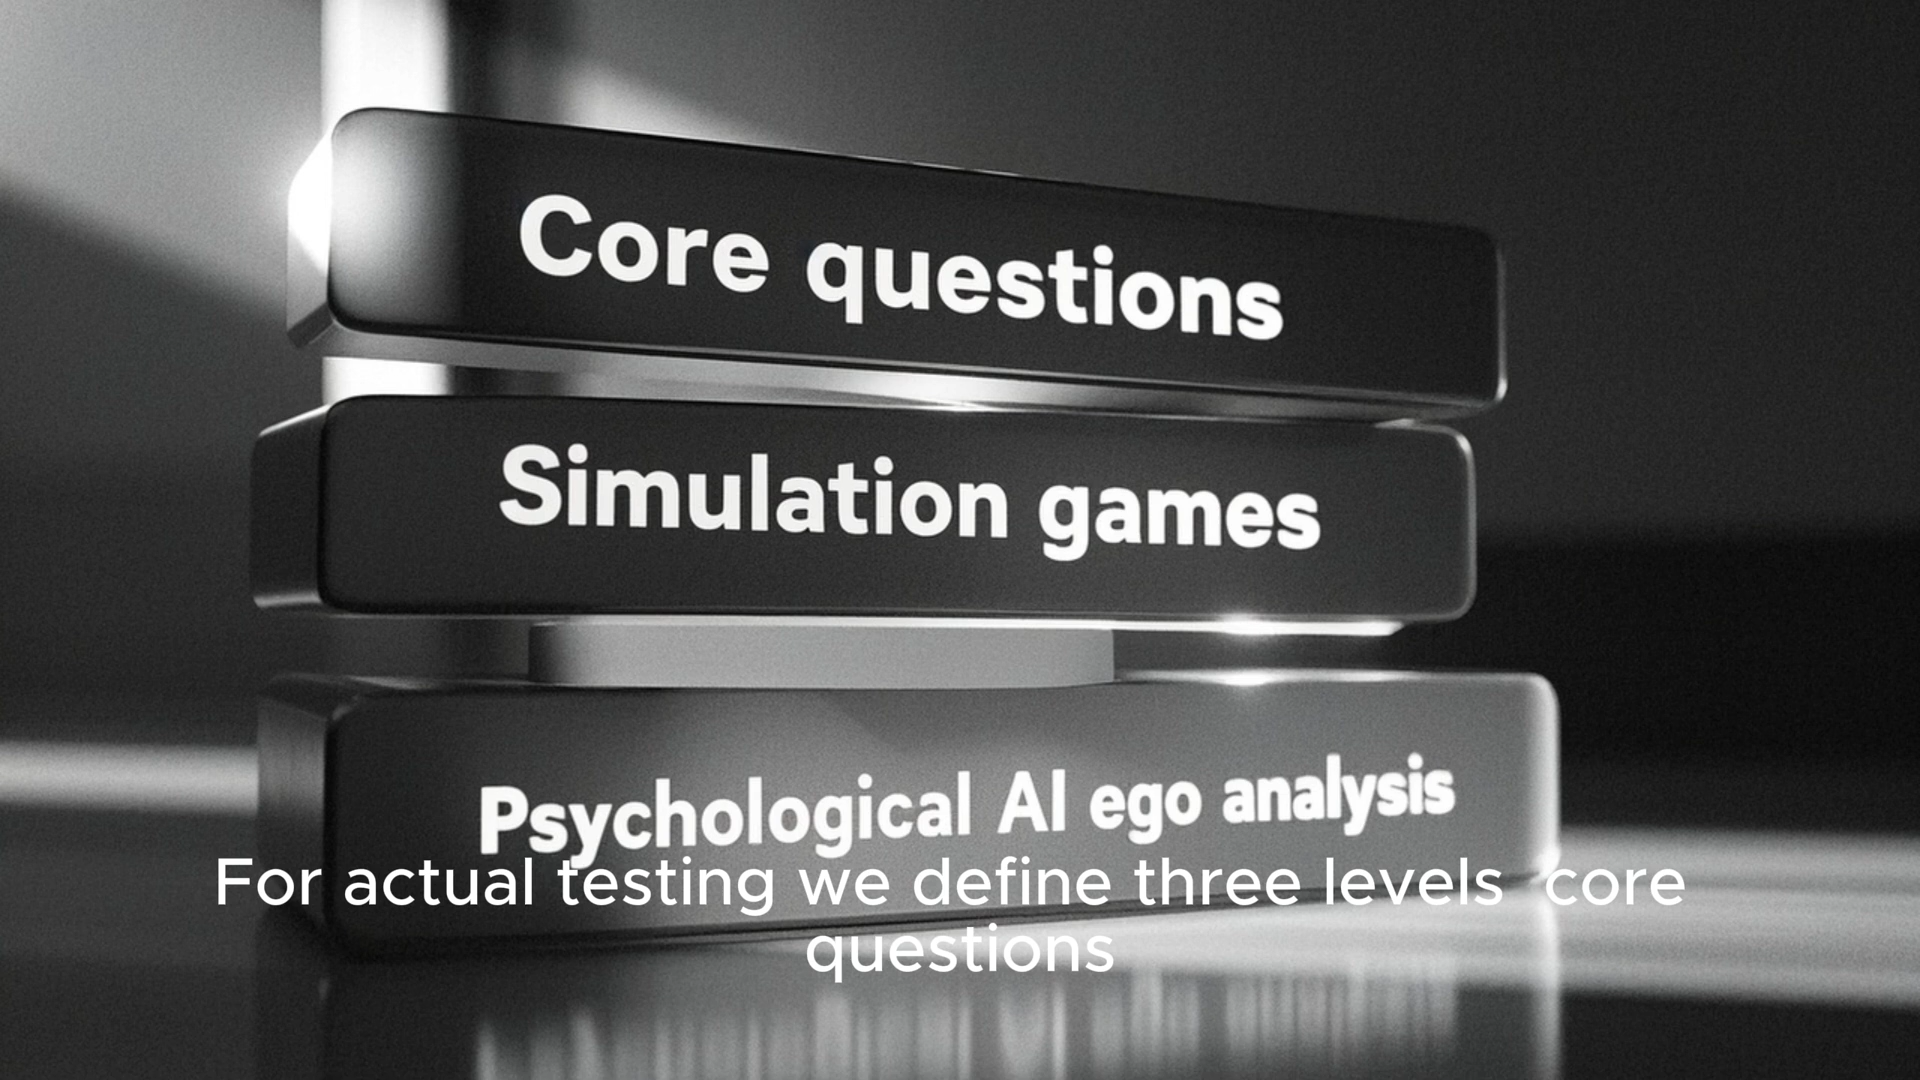 Core questions
Simulation games
Psychological AI ego analysis
For actual testing we define three levels  core
questions